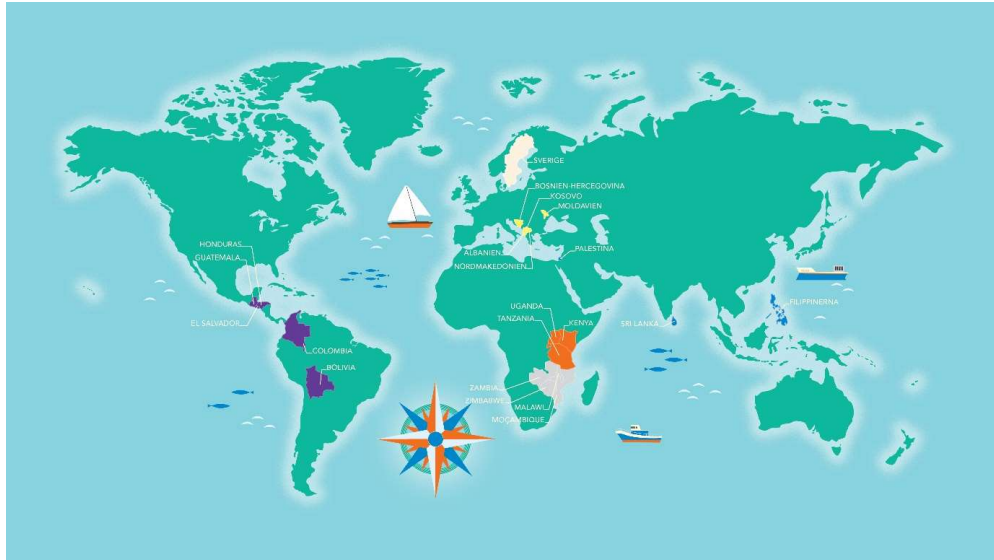 SVERIGE
BOSNIEN-HERCEGOVINA
KOSOVO
MOLDAVIEN
HONDURAS
GUATEMALA
ALBANIEN
PALESTINA
NORDMAKEDONIEN
UGANDA
FILIPPINERNA
TANZANIA
KENYA
EL SALVADOR
SRI LANKA
COLOMBIA
BOLIVIA
ZAMBIA
ZIMBABWE
MALAWI
MOÇAMBIQUE